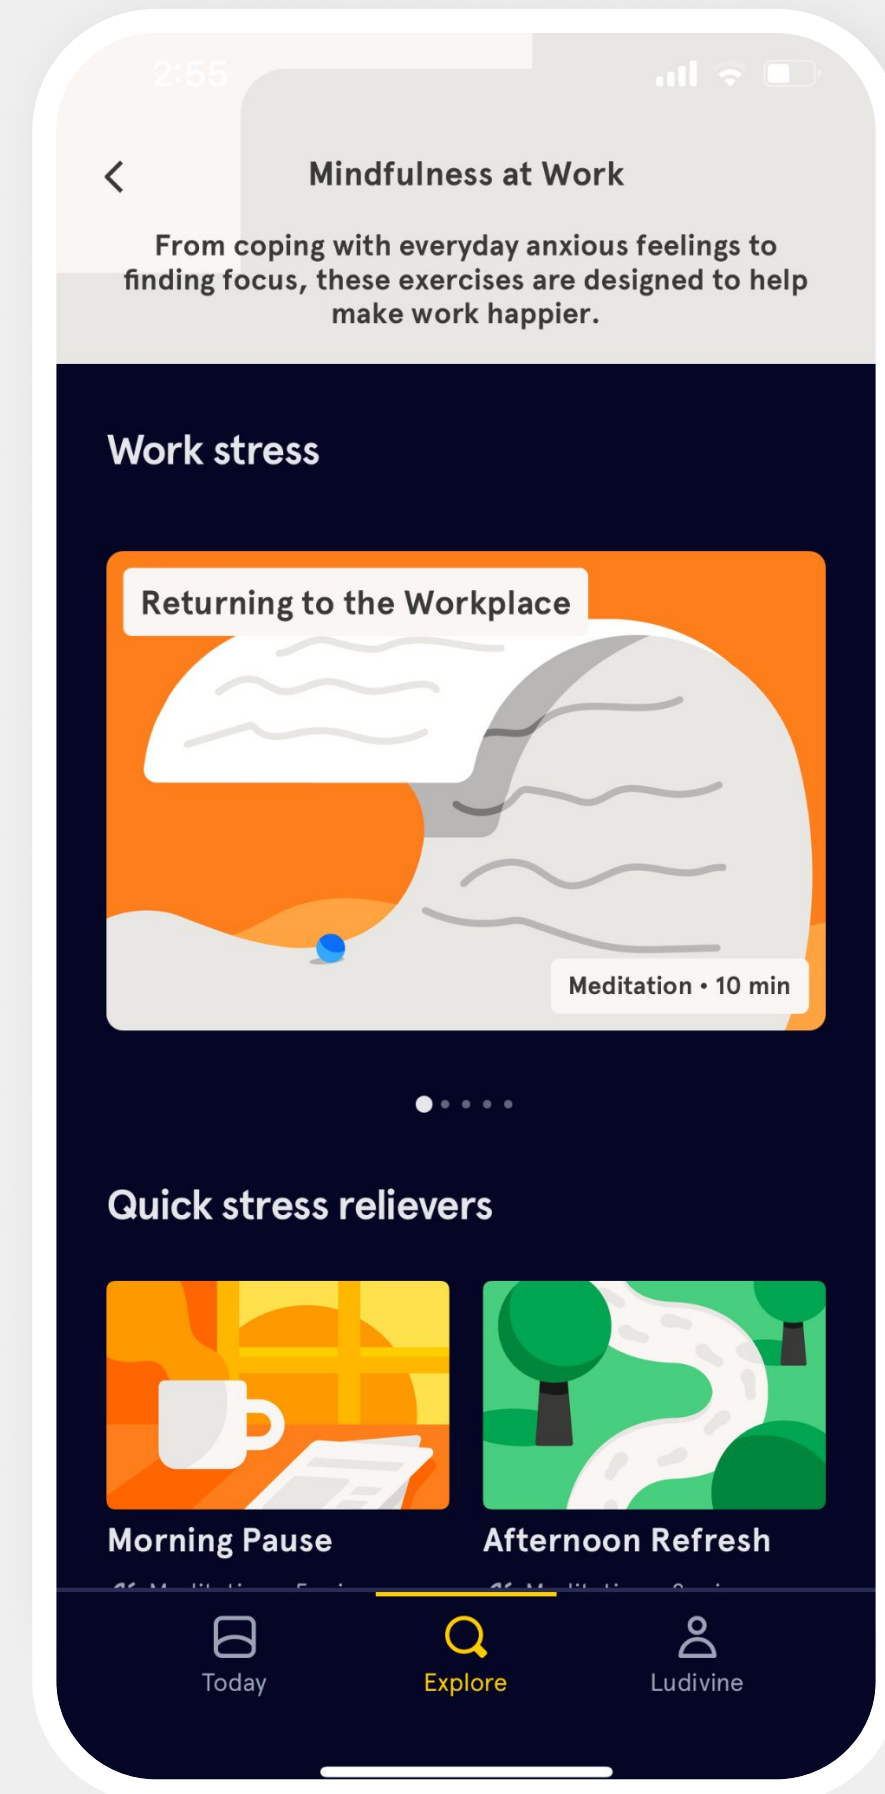 2:55
Mindfulness at Work
From coping with everyday anxious feelings to
finding focus, these exercises are designed to help
make work happier.
Work stress
Returning to the Workplace
Meditation • 10 min
Quick stress relievers
Morning Pause
Afternoon Refresh
Today
Explore
Ludivine